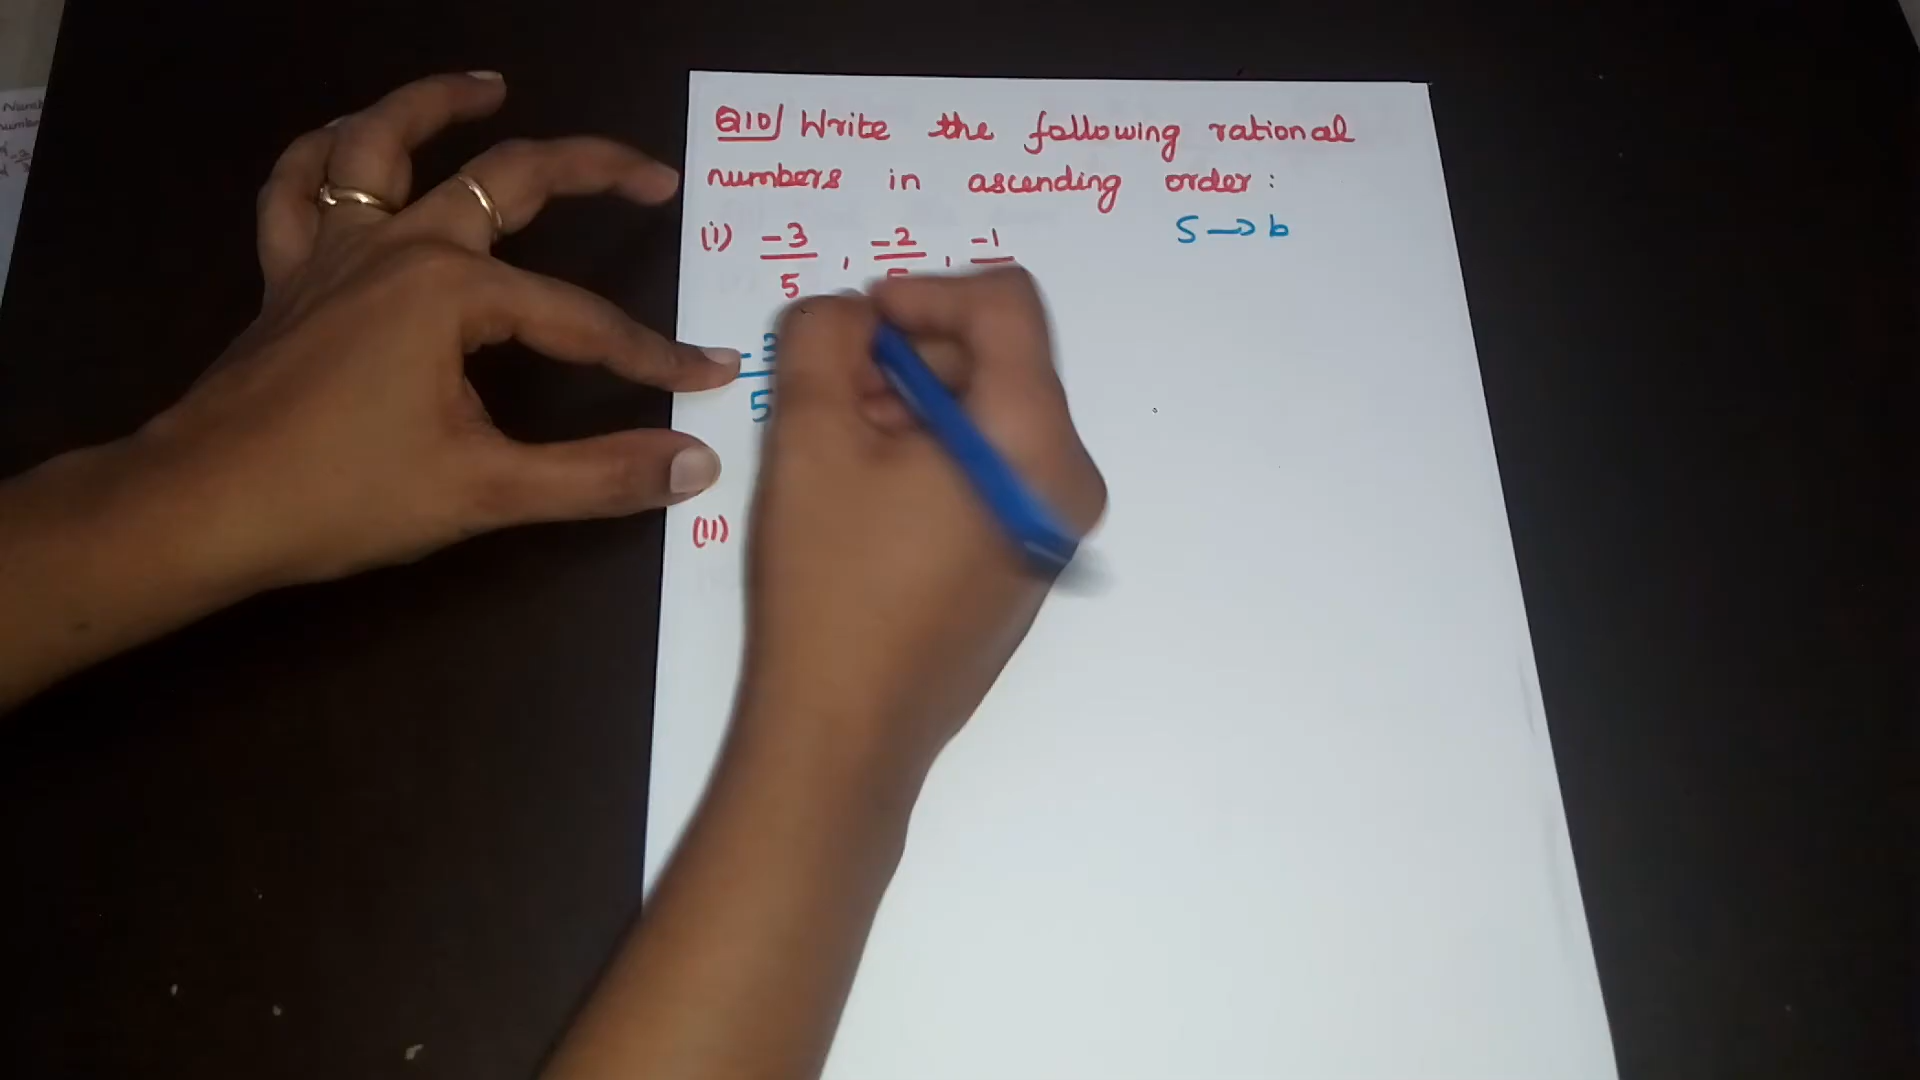 Q10/ Write the following rational
numbers in ascending order :
S → b
(i) -3/5 , -2/5 , -1
-3/5
(ii)